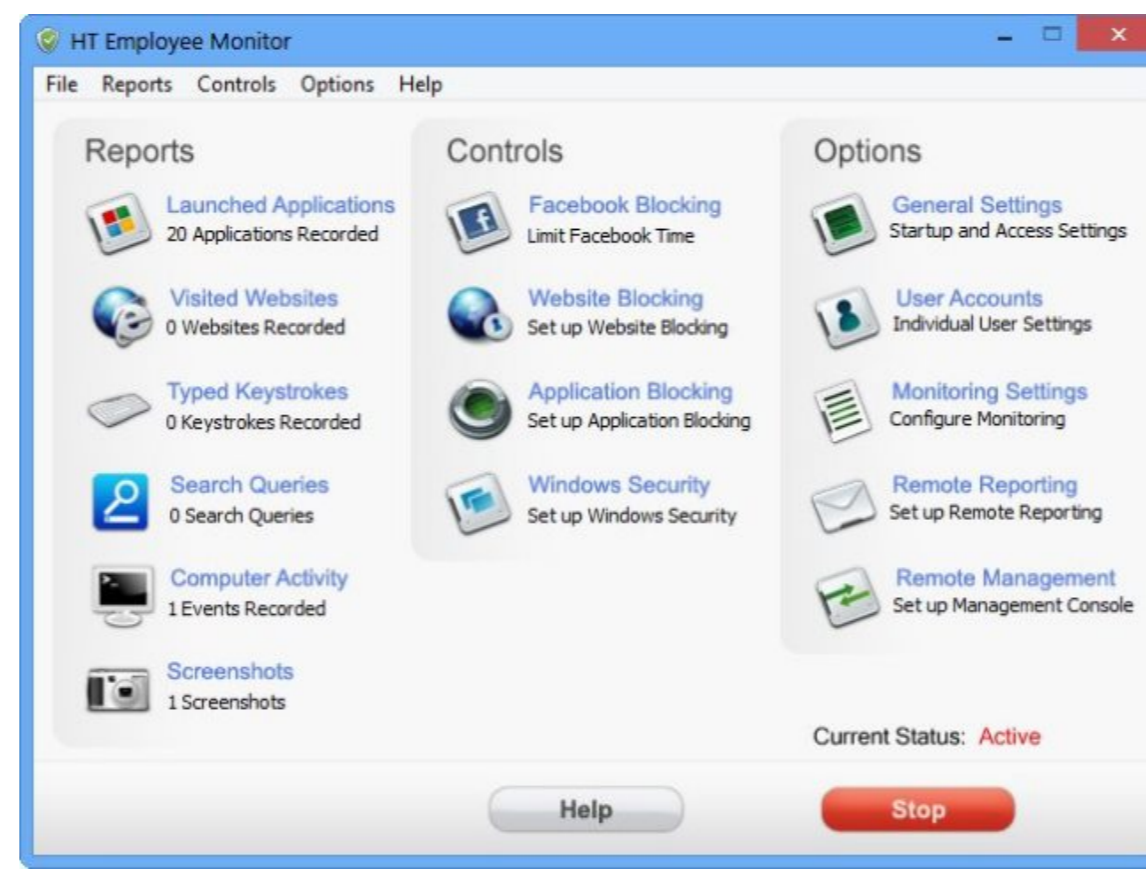 HT Employee Monitor
File Reports Controls Options Help
Reports
Launched Applications
20 Applications Recorded
Visited Websites
0 Websites Recorded
Typed Keystrokes
0 Keystrokes Recorded
Search Queries
0 Search Queries
Computer Activity
1 Events Recorded
Screenshots
1 Screenshots
Controls
Facebook Blocking
Limit Facebook Time
Website Blocking
Set up Website Blocking
Application Blocking
Set up Application Blocking
Windows Security
Set up Windows Security
Options
General Settings
Startup and Access Settings
User Accounts
Individual User Settings
Monitoring Settings
Configure Monitoring
Remote Reporting
Set up Remote Reporting
Remote Management
Set up Management Console
Current Status: Active
Help
Stop